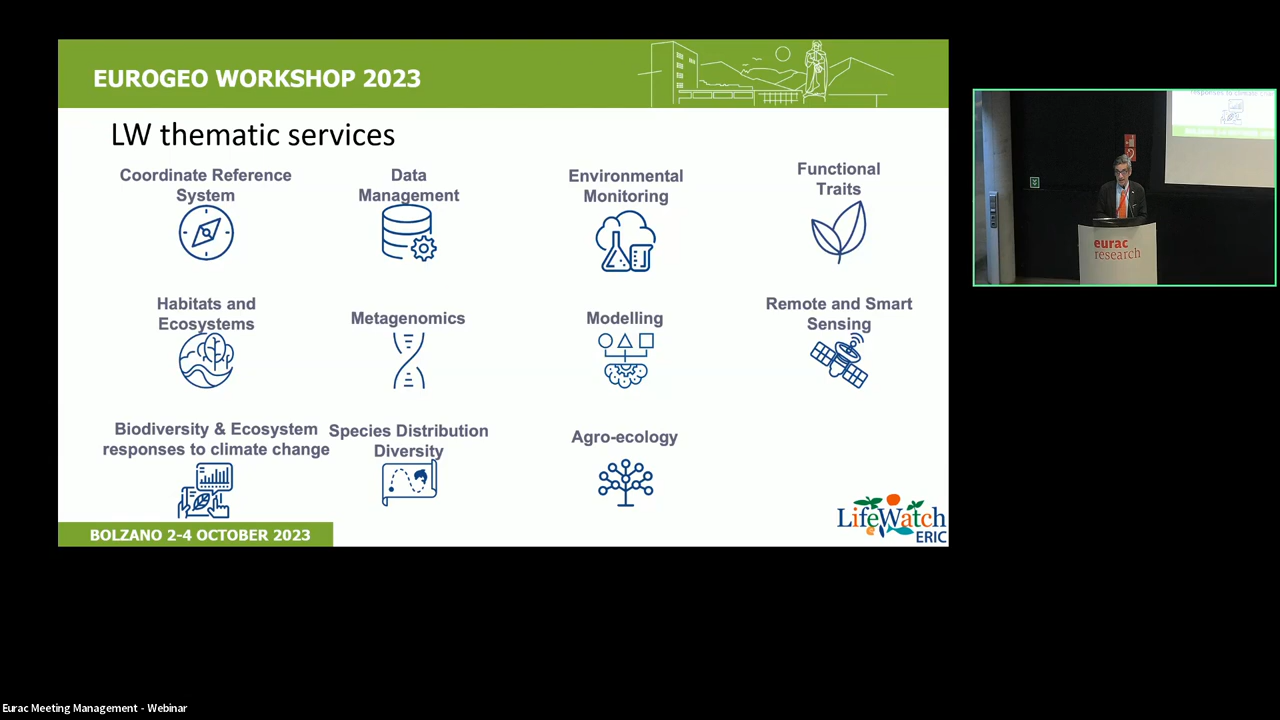 EUROGEO WORKSHOP 2023
LW thematic services
Coordinate Reference
System
Data
Management
Environmental
Monitoring
Functional
Traits
Habitats and
Ecosystems
Metagenomics
Modelling
Remote and Smart
Sensing
Biodiversity & Ecosystem
responses to climate change
Species Distribution
Diversity
Agro-ecology
BOLZANO 2-4 OCTOBER 2023
LifeWatch
ERIC
eurac
research
Eurac Meeting Management - Webinar